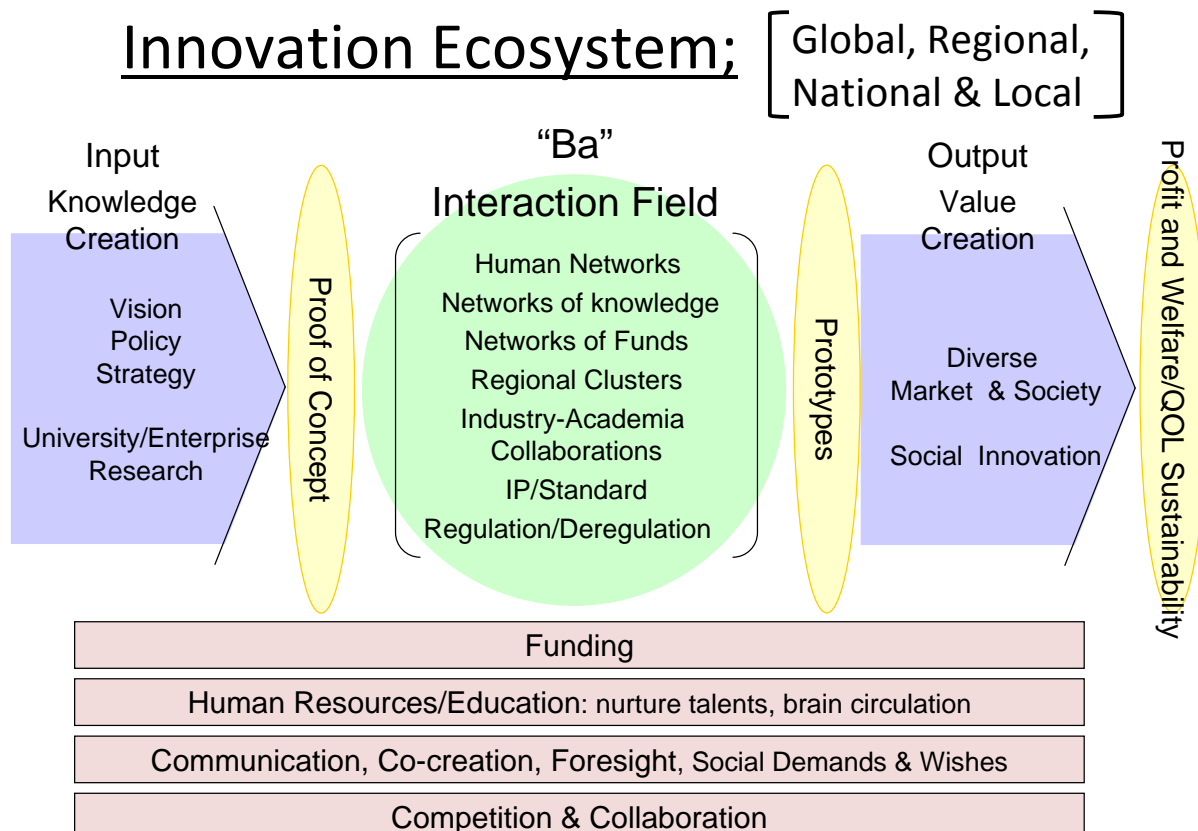 Innovation Ecosystem;
Global, Regional,
National & Local
Input
Knowledge
Creation
Vision
Policy
Strategy
University/Enterprise
Research
Proof of Concept
“Ba”
Interaction Field
Human Networks
Networks of knowledge
Networks of Funds
Regional Clusters
Industry-Academia
Collaborations
IP/Standard
Regulation/Deregulation
Prototypes
Output
Value
Creation
Diverse
Market & Society
Social Innovation
Profit and Welfare/QOL Sustainability
Funding
Human Resources/Education: nurture talents, brain circulation
Communication, Co-creation, Foresight, Social Demands & Wishes
Competition & Collaboration